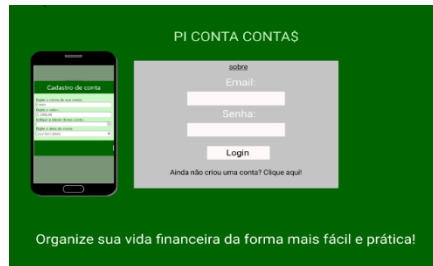 PI CONTA CONTA$
Cadastro de conta
sobre
Email:
Senha:
Login
Ainda não criou uma conta? Clique aqui!
Organize sua vida financeira da forma mais fácil e prática!